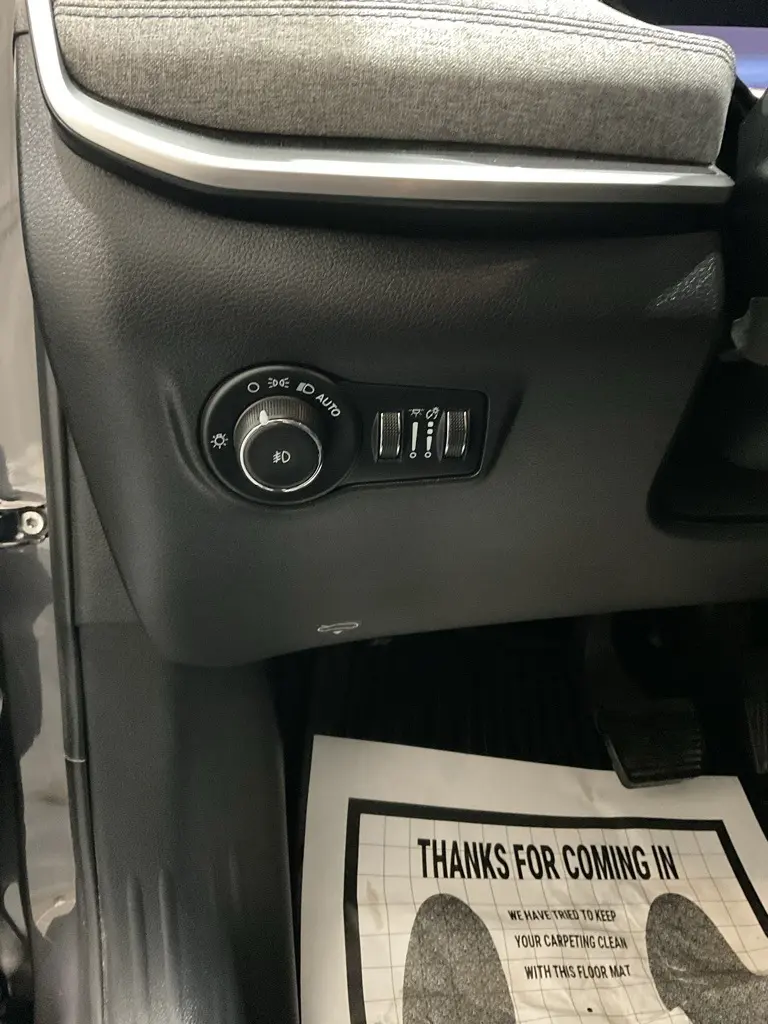 AUTO
THANKS FOR COMING IN
WE HAVE TRIED TO KEEP
YOUR CARPETING CLEAN
WITH THIS FLOOR MAT